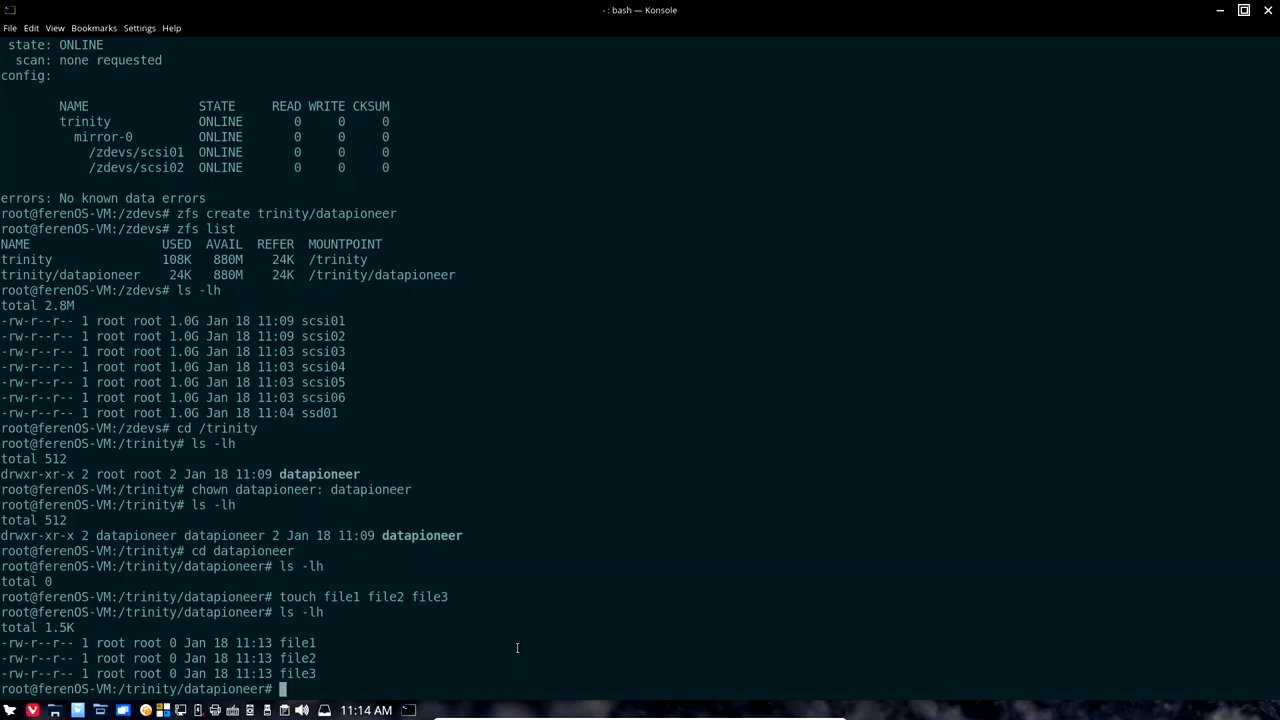 - : bash — Konsole
File Edit View Bookmarks Settings Help
 state: ONLINE
  scan: none requested
config:
        NAME               STATE     READ WRITE CKSUM
        trinity            ONLINE       0     0     0
          mirror-0         ONLINE       0     0     0
            /zdevs/scsi01  ONLINE       0     0     0
            /zdevs/scsi02  ONLINE       0     0     0
errors: No known data errors
root@ferenOS-VM:/zdevs# zfs create trinity/datapioneer
root@ferenOS-VM:/zdevs# zfs list
NAME                  USED  AVAIL  REFER  MOUNTPOINT
trinity               108K   880M    24K  /trinity
trinity/datapioneer    24K   880M    24K  /trinity/datapioneer
root@ferenOS-VM:/zdevs# ls -lh
total 2.8M
-rw-r--r-- 1 root root 1.0G Jan 18 11:09 scsi01
-rw-r--r-- 1 root root 1.0G Jan 18 11:09 scsi02
-rw-r--r-- 1 root root 1.0G Jan 18 11:03 scsi03
-rw-r--r-- 1 root root 1.0G Jan 18 11:03 scsi04
-rw-r--r-- 1 root root 1.0G Jan 18 11:03 scsi05
-rw-r--r-- 1 root root 1.0G Jan 18 11:03 scsi06
-rw-r--r-- 1 root root 1.0G Jan 18 11:04 ssd01
root@ferenOS-VM:/zdevs# cd /trinity
root@ferenOS-VM:/trinity# ls -lh
total 512
drwxr-xr-x 2 root root 2 Jan 18 11:09 datapioneer
root@ferenOS-VM:/trinity# chown datapioneer: datapioneer
root@ferenOS-VM:/trinity# ls -lh
total 512
drwxr-xr-x 2 datapioneer datapioneer 2 Jan 18 11:09 datapioneer
root@ferenOS-VM:/trinity# cd datapioneer
root@ferenOS-VM:/trinity/datapioneer# ls -lh
total 0
root@ferenOS-VM:/trinity/datapioneer# touch file1 file2 file3
root@ferenOS-VM:/trinity/datapioneer# ls -lh
total 1.5K
-rw-r--r-- 1 root root 0 Jan 18 11:13 file1
-rw-r--r-- 1 root root 0 Jan 18 11:13 file2
-rw-r--r-- 1 root root 0 Jan 18 11:13 file3
root@ferenOS-VM:/trinity/datapioneer#
11:14 AM